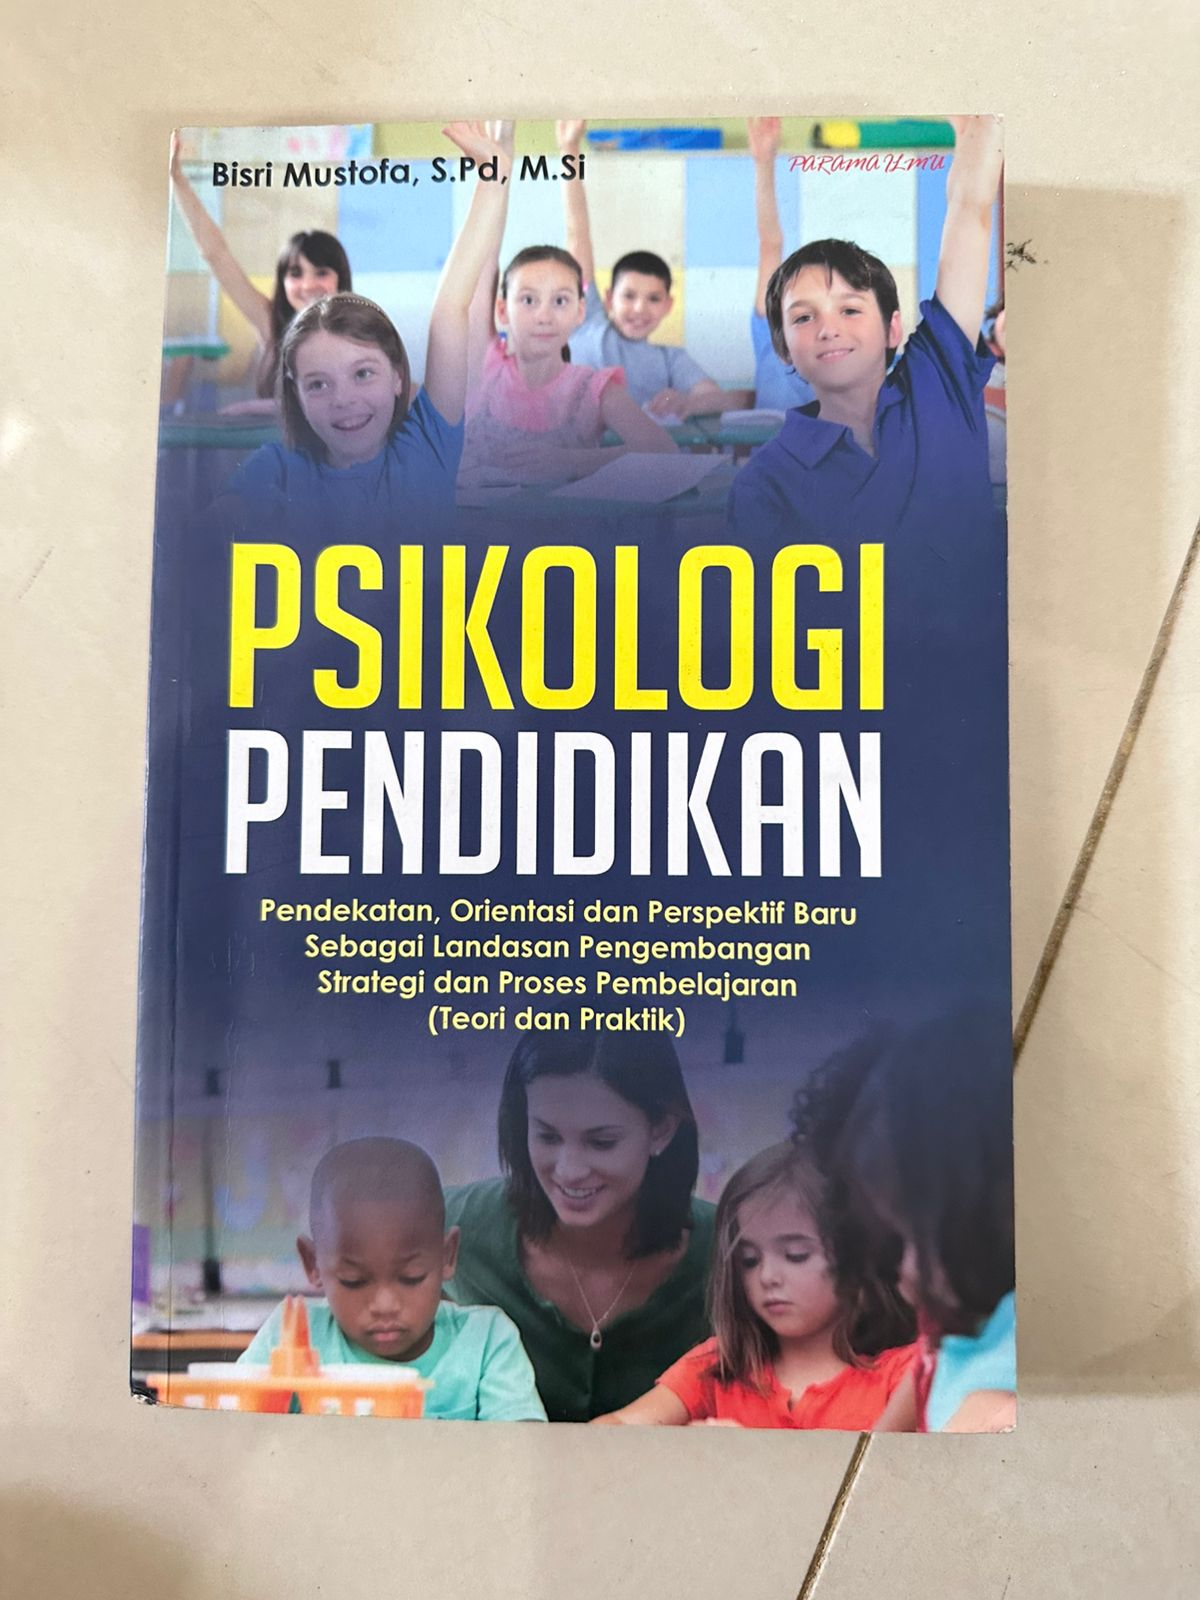 Bisri Mustofa, S.Pd, M.Si
PARAMA ILMU
PSIKOLOGI
PENDIDIKAN
Pendekatan, Orientasi dan Perspektif Baru
Sebagai Landasan Pengembangan
Strategi dan Proses Pembelajaran
(Teori dan Praktik)